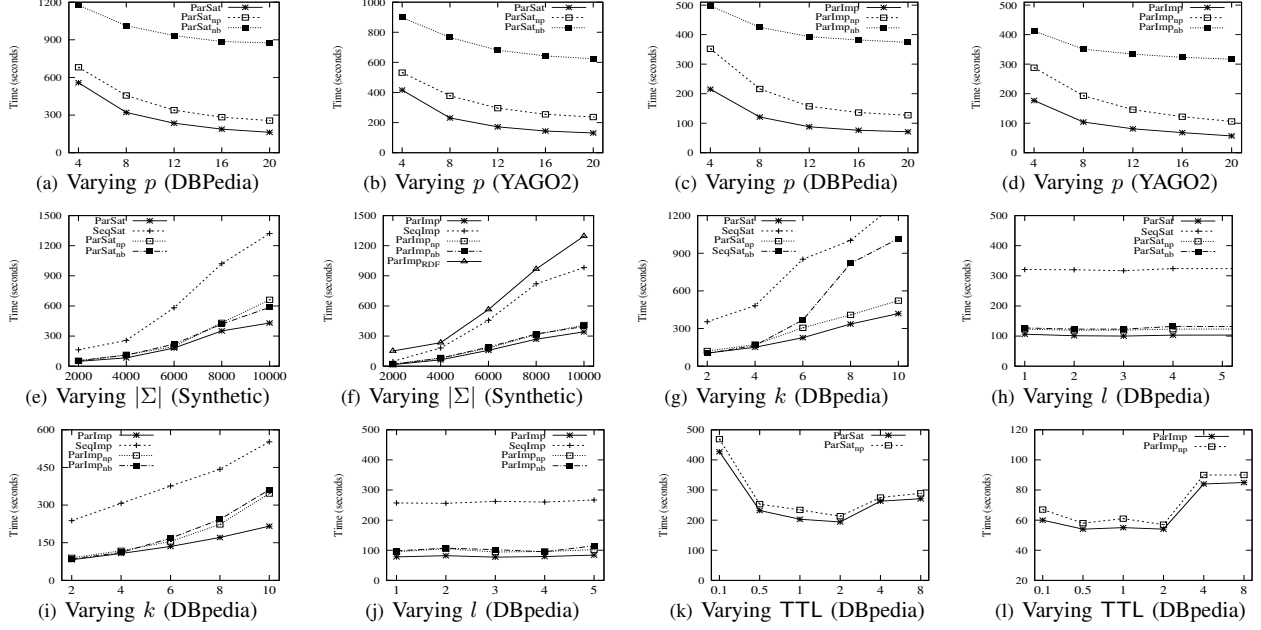 Time (seconds)
1200
900
600
300
0
ParSat
ParSat_np
ParSat_nb
4 8 12 16 20
(a) Varying p (DBPedia)
Time (seconds)
1000
800
600
400
200
0
ParSat
ParSat_np
ParSat_nb
4 8 12 16 20
(b) Varying p (YAGO2)
Time (seconds)
500
400
300
200
100
0
ParImp
ParImp_np
ParImp_nb
4 8 12 16 20
(c) Varying p (DBPedia)
Time (seconds)
500
400
300
200
100
0
ParImp
ParImp_np
ParImp_nb
4 8 12 16 20
(d) Varying p (YAGO2)
Time (seconds)
1500
1200
900
600
300
0
ParSat
SeqSat
ParSat_np
ParSat_nb
2000 4000 6000 8000 10000
(e) Varying |Σ| (Synthetic)
Time (seconds)
1500
1200
900
600
300
0
ParImp
SeqImp
ParImp_np
ParImp_nb
ParImp_RDF
2000 4000 6000 8000 10000
(f) Varying |Σ| (Synthetic)
Time (seconds)
1200
900
600
300
0
ParSat
SeqSat
ParSat_np
SeqSat_nb
2 4 6 8 10
(g) Varying k (DBpedia)
Time (seconds)
500
400
300
200
100
0
ParSat
SeqSat
ParSat_np
ParSat_nb
1 2 3 4 5
(h) Varying l (DBpedia)
Time (seconds)
600
450
300
150
0
ParImp
SeqImp
ParImp_np
ParImp_nb
2 4 6 8 10
(i) Varying k (DBpedia)
Time (seconds)
500
400
300
200
100
0
ParImp
SeqImp
ParImp_np
ParImp_nb
1 2 3 4 5
(j) Varying l (DBpedia)
Time (seconds)
500
400
300
200
100
0
ParSat
ParSat_np
0.1 0.5 1 2 4 8
(k) Varying TTL (DBpedia)
Time (seconds)
120
100
80
60
40
20
ParImp
ParImp_np
0.1 0.5 1 2 4 8
(l) Varying TTL (DBpedia)